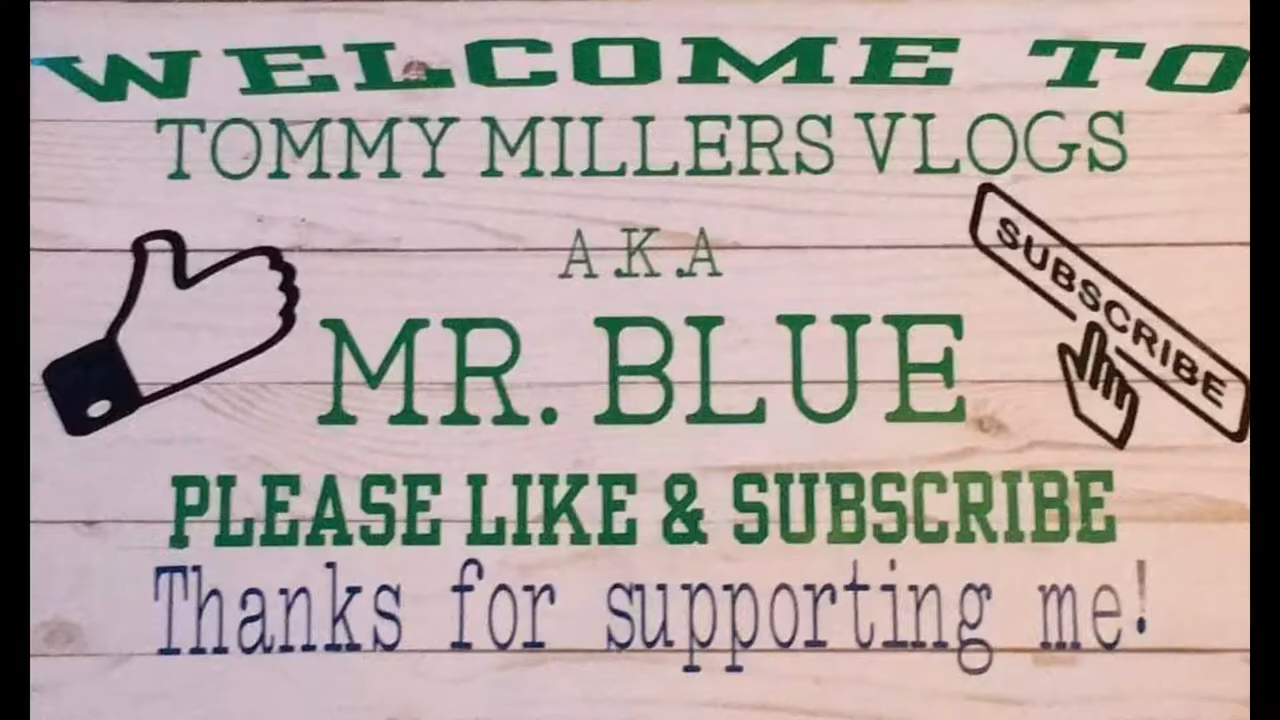 WELCOME TO
TOMMY MILLERS VLOGS
A.K.A
MR. BLUE
SUBSCRIBE
PLEASE LIKE & SUBSCRIBE
Thanks for supporting me!